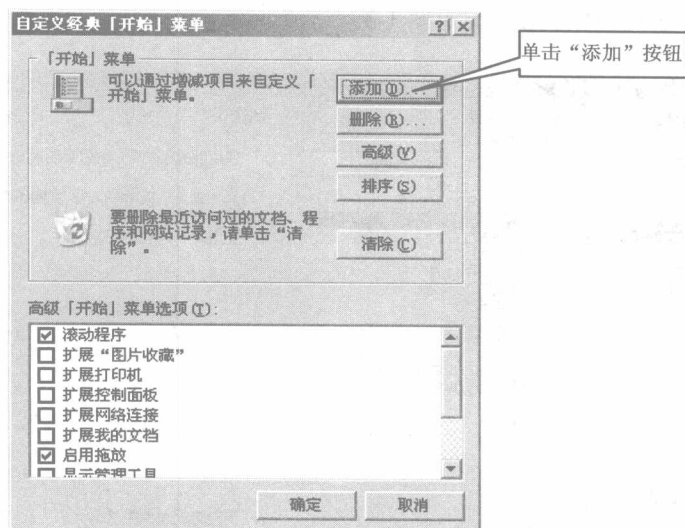 自定义经典「开始」菜单
单击“添加”按钮
「开始」菜单
可以通过增减项目来自定义「
开始」菜单。
添加(D)...
删除(R)...
高级(V)
排序(S)
要删除最近访问过的文档、程
序和网站记录，请单击“清
除”。
清除(C)
高级「开始」菜单选项(T):
滚动程序
扩展“图片收藏”
扩展打印机
扩展控制面板
扩展网络连接
扩展我的文档
启用拖放
显示管理工具
确定
取消